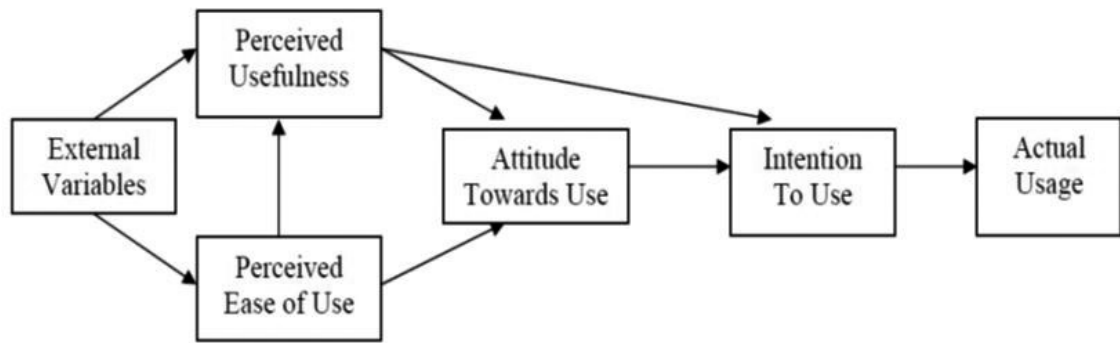 Perceived
Usefulness
External
Variables
Perceived
Ease of Use
Attitude
Towards Use
Intention
To Use
Actual
Usage